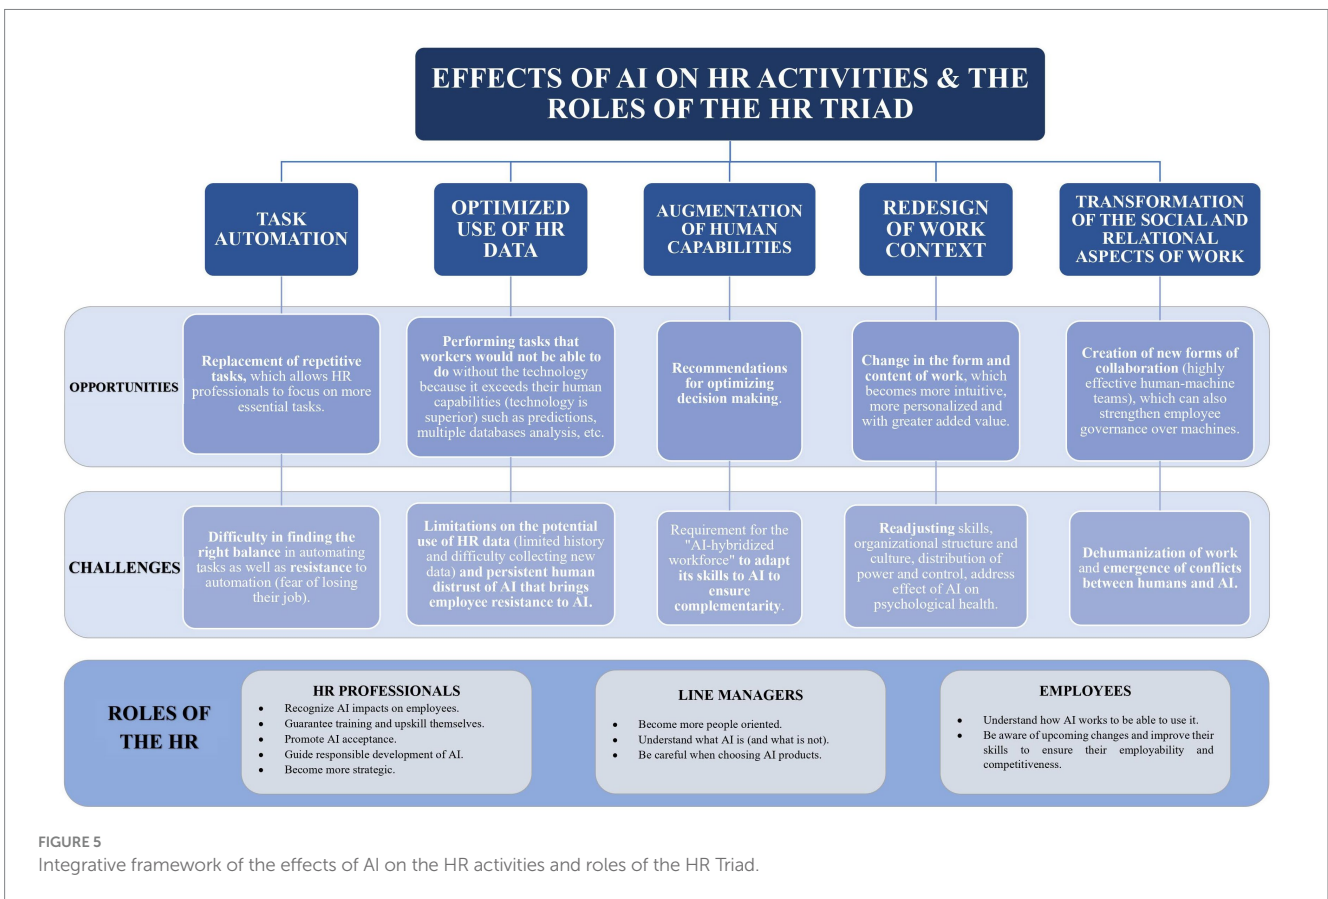 EFFECTS OF AI ON HR ACTIVITIES & THE
ROLES OF THE HR TRIAD
TASK
AUTOMATION
OPTIMIZED
USE OF HR
DATA
AUGMENTATION
OF HUMAN
CAPABILITIES
REDESIGN
OF WORK
CONTEXT
TRANSFORMATION
OF THE SOCIAL AND
RELATIONAL
ASPECTS OF WORK
OPPORTUNITIES
Replacement of repetitive
tasks, which allows HR
professionals to focus on more
essential tasks.
Performing tasks that
workers would not be able to
do without the technology
because it exceeds their human
capabilities (technology is
superior) such as predictions,
multiple databases analysis, etc.
Recommendations
for optimizing
decision making.
Change in the form and
content of work, which
becomes more intuitive,
more personalized and
with greater added value.
Creation of new forms of
collaboration (highly
effective human-machine
teams), which can also
strengthen employee
governance over machines.
CHALLENGES
Difficulty in finding the
right balance in automating
tasks as well as resistance to
automation (fear of losing
their job).
Limitations on the potential
use of HR data (limited history
and difficulty collecting new
data) and persistent human
distrust of AI that brings
employee resistance to AI.
Requirement for the
"AI-hybridized
workforce" to adapt
its skills to AI to
ensure
complementarity.
Readjusting skills,
organizational structure and
culture, distribution of
power and control, address
effect of AI on
psychological health.
Dehumanization of work
and emergence of conflicts
between humans and AI.
ROLES OF
THE HR
HR PROFESSIONALS
• Recognize AI impacts on employees.
• Guarantee training and upskill themselves.
• Promote AI acceptance.
• Guide responsible development of AI.
• Become more strategic.
LINE MANAGERS
• Become more people oriented.
• Understand what AI is (and what is not).
• Be careful when choosing AI products.
EMPLOYEES
• Understand how AI works to be able to use it.
• Be aware of upcoming changes and improve their
skills to ensure their employability and
competitiveness.
FIGURE 5
Integrative framework of the effects of AI on the HR activities and roles of the HR Triad.